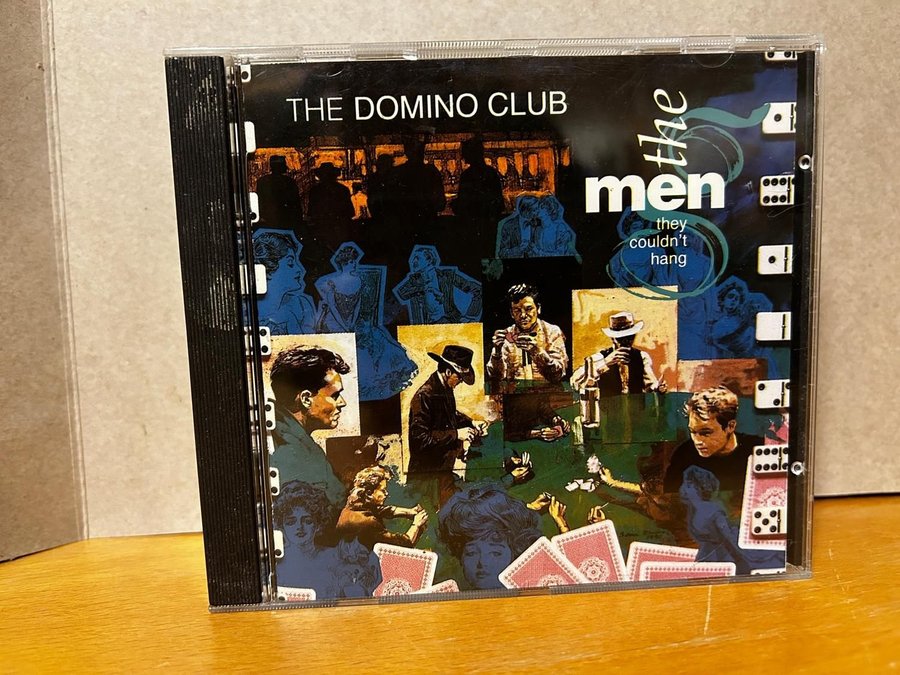 THE DOMINO CLUB
the
men
they
couldn't
hang